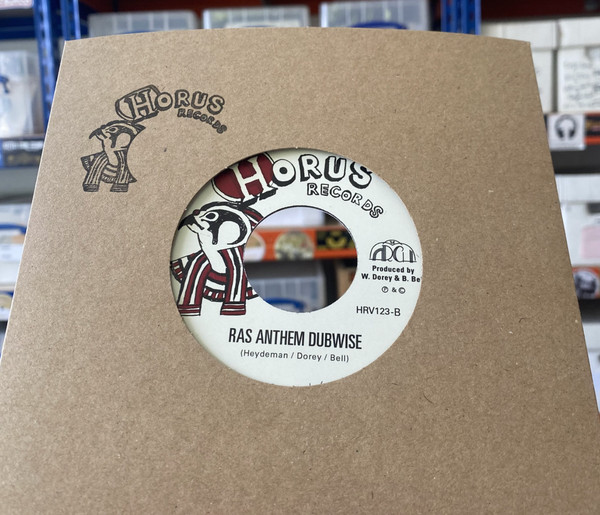 HORUS
RECORDS
HORUS
RECORDS
Produced by
W. Dorey & B. Be
℗ & ©
HRV123-B
RAS ANTHEM DUBWISE
(Heydeman / Dorey / Bell)